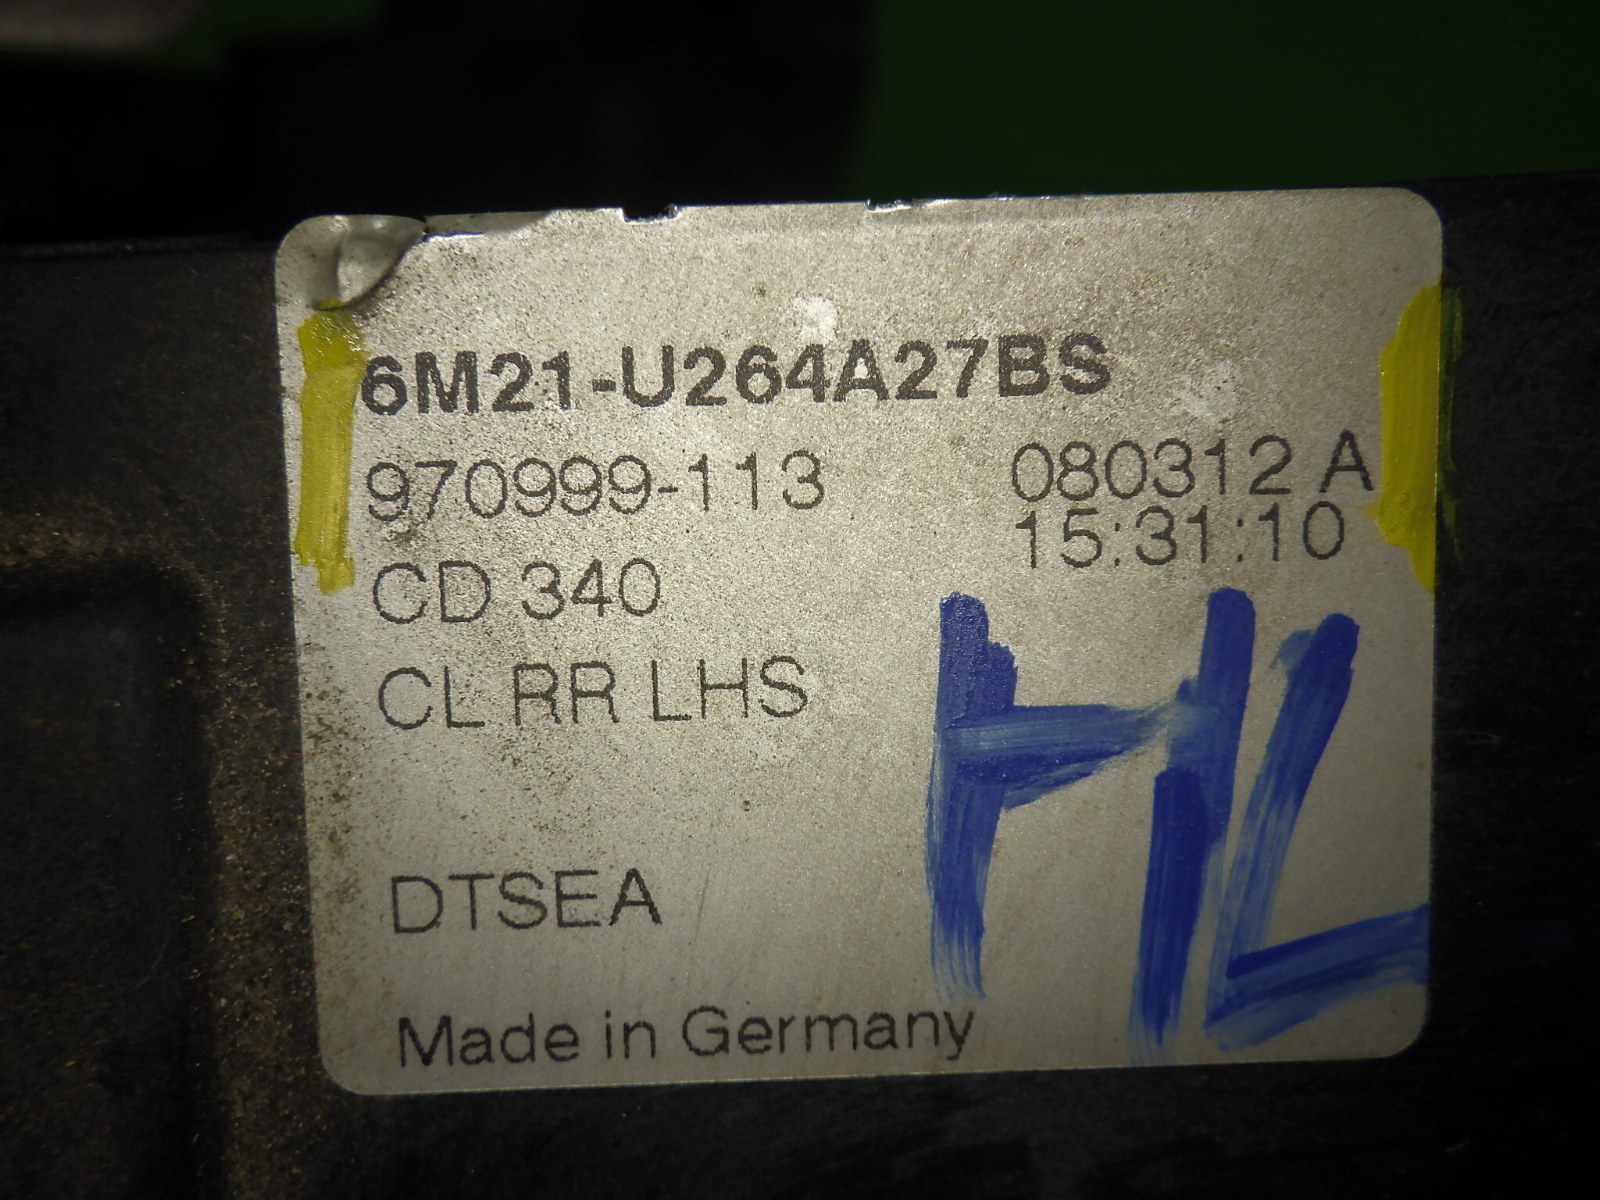 6M21-U264A27BS
970999-113 080312 A
15:31:10
CD 340
CL RR LHS
HL
DTSEA
Made in Germany